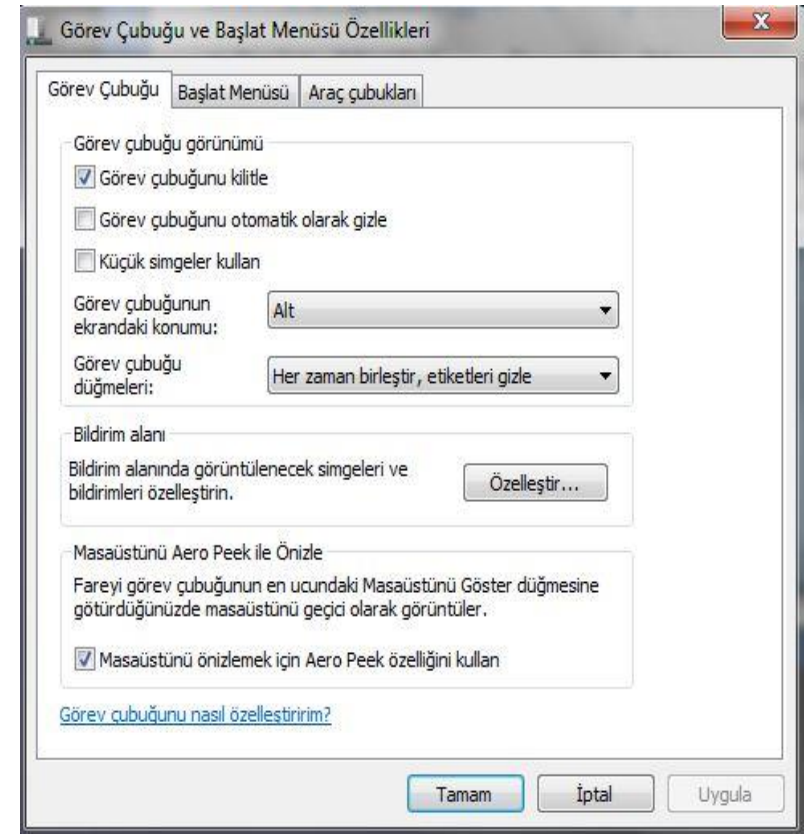 Görev Çubuğu ve Başlat Menüsü Özellikleri
Görev Çubuğu
Başlat Menüsü
Araç çubukları
Görev çubuğu görünümü
Görev çubuğunu kilitle
Görev çubuğunu otomatik olarak gizle
Küçük simgeler kullan
Görev çubuğunun
ekrandaki konumu:
Alt
Görev çubuğu
düğmeleri:
Her zaman birleştir, etiketleri gizle
Bildirim alanı
Bildirim alanında görüntülenecek simgeleri ve
bildirimleri özelleştirin.
Özelleştir...
Masaüstünü Aero Peek ile Önizle
Fareyi görev çubuğunun en ucundaki Masaüstünü Göster düğmesine
götürdüğünüzde masaüstünü geçici olarak görüntüler.
Masaüstünü önizlemek için Aero Peek özelliğini kullan
Görev çubuğunu nasıl özelleştiririm?
Tamam
İptal
Uygula